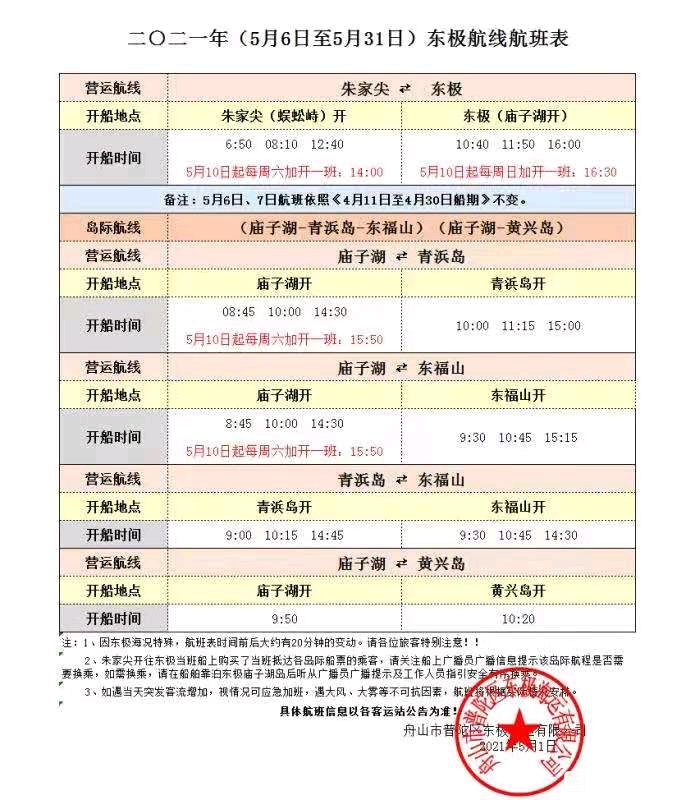 二〇二一年（5月6日至5月31日）东极航线航班表
营运航线 朱家尖 ⇄ 东极
开船地点 朱家尖（蜈蚣峙）开 东极（庙子湖开）
开船时间 6:50 08:10 12:40 10:40 11:50 16:00
5月10日起每周六加开一班：14:00 5月10日起每周日加开一班：16:30
备注：5月6日、7日航班依照《4月11日至4月30日船期》不变。
岛际航线 （庙子湖-青浜岛-东福山）（庙子湖-黄兴岛）
营运航线 庙子湖 ⇄ 青浜岛
开船地点 庙子湖开 青浜岛开
开船时间 08:45 10:00 14:30 10:00 11:15 15:00
5月10日起每周六加开一班：15:50
营运航线 庙子湖 ⇄ 东福山
开船地点 庙子湖开 东福山开
开船时间 8:45 10:00 14:30 9:30 10:45 15:15
5月10日起每周六加开一班：15:50
营运航线 青浜岛 ⇄ 东福山
开船地点 青浜岛开 东福山开
开船时间 9:00 10:15 14:45 9:30 10:45 14:30
营运航线 庙子湖 ⇄ 黄兴岛
开船地点 庙子湖开 黄兴岛开
开船时间 9:50 10:20
注：1、因东极海况特殊，航班表时间前后大约有20分钟的变动。请各位旅客特别注意！！
2、朱家尖开往东极当班船上购买了当班抵达各岛际船票的乘客，请关注船上广播员广播信息提示该岛际航程是否需
要换乘，如需换乘，请在船舶靠泊东极庙子湖岛后听从广播员广播提示及工作人员指引安全有序换乘。
3、如遇当天突发客流增加，视情况可应急加班，遇大风、大雾等不可抗因素，航班将根据实际情况安排。
具体航班信息以各客运站公告为准！
舟山市普陀区东极海运有限公司
2021年5月1日
舟山市普陀区东极海运有限公司